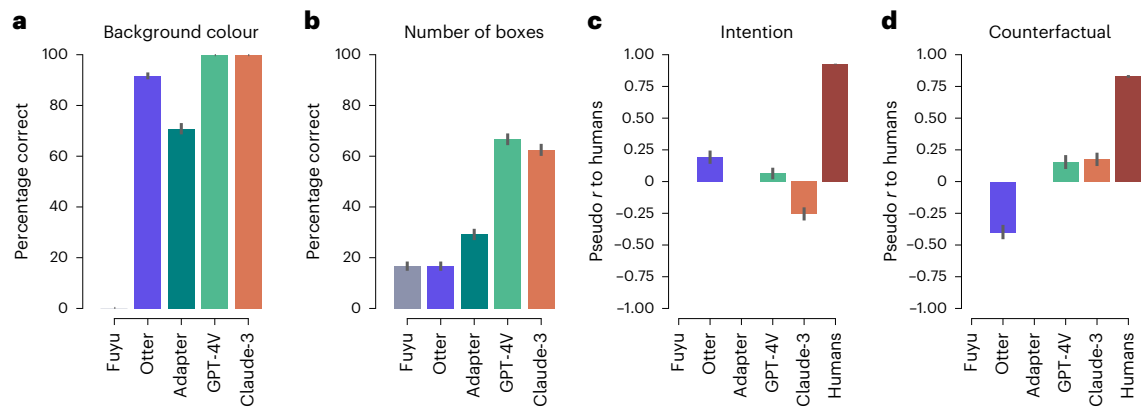 a
Background colour
Percentage correct
100
80
60
40
20
0
Fuyu
Otter
Adapter
GPT-4V
Claude-3
b
Number of boxes
Percentage correct
100
80
60
40
20
0
Fuyu
Otter
Adapter
GPT-4V
Claude-3
c
Intention
Pseudo r to humans
1.00
0.75
0.50
0.25
0
−0.25
−0.50
−0.75
−1.00
Fuyu
Otter
Adapter
GPT-4V
Claude-3
Humans
d
Counterfactual
Pseudo r to humans
1.00
0.75
0.50
0.25
0
−0.25
−0.50
−0.75
−1.00
Fuyu
Otter
Adapter
GPT-4V
Claude-3
Humans